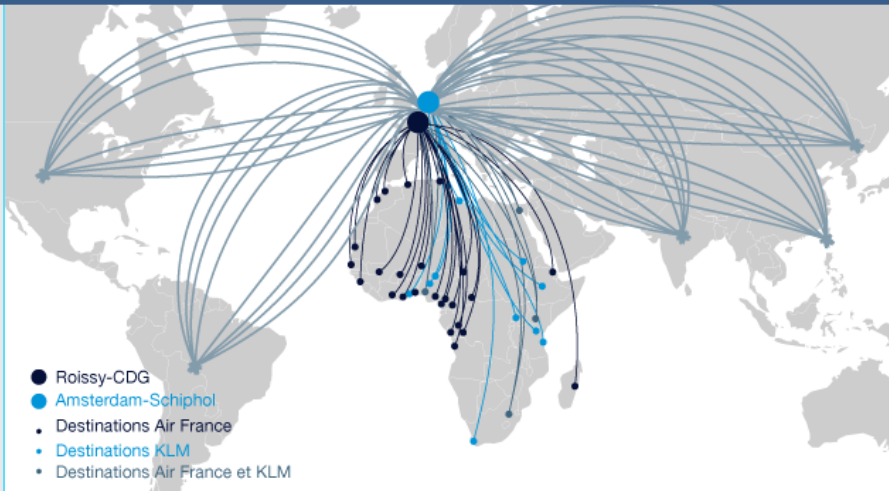 Roissy-CDG
Amsterdam-Schiphol
Destinations Air France
Destinations KLM
Destinations Air France et KLM